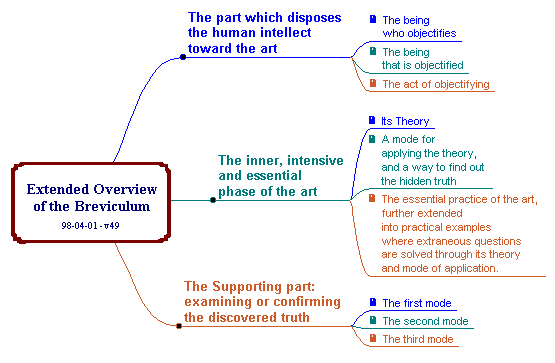 Extended Overview
of the Breviculum
98-04-01 - π49
The part which disposes
the human intellect
toward the art
The being
who objectifies
The being
that is objectified
The act of objectifying
The inner, intensive
and essential
phase of the art
Its Theory
A mode for
applying the theory,
and a way to find out
the hidden truth
The essential practice of the art,
further extended
into practical examples
where extraneous questions
are solved through its theory
and mode of application.
The Supporting part:
examining or confirming
the discovered truth
The first mode
The second mode
The third mode